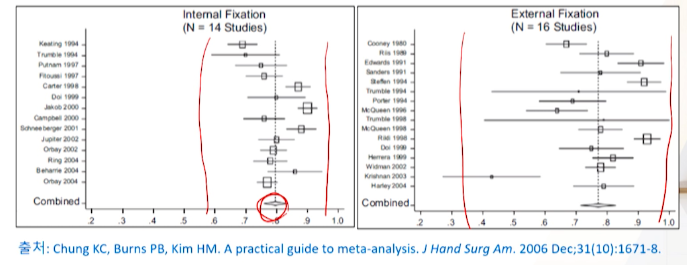 Internal Fixation
(N = 14 Studies)
Keating 1994
Trumble 1994
Putnam 1997
Fitoussi 1997
Carter 1998
Doi 1999
Jakob 2000
Campbell 2000
Schneeberger 2001
Jupiter 2002
Orbay 2002
Ring 2004
Beharrie 2004
Orbay 2004
Combined
.2 .3 .4 .5 .6 .7 .8 .9 1.0
External Fixation
(N = 16 Studies)
Cooney 1980
Riis 1989
Edwards 1991
Sanders 1991
Steffen 1994
Trumble 1994
Porter 1994
McQueen 1996
Trumble 1998
McQueen 1998
1998
Doi 1999
Herrera 1999
Widman 2002
Krishnan 2003
Harley 2004
Combined
.2 .3 .4 .5 .6 .7 .8 .9 1.0
출처: Chung KC, Burns PB, Kim HM. A practical guide to meta-analysis. J Hand Surg Am. 2006 Dec;31(10):1671-8.